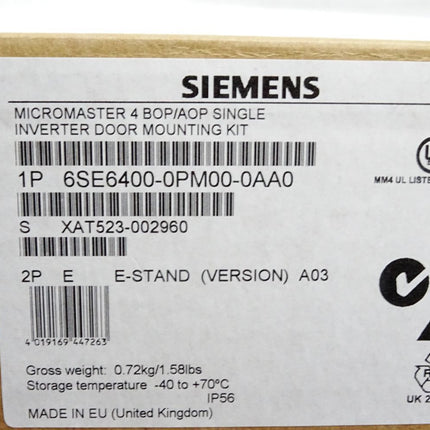 SIEMENS
MICROMASTER 4 BOP/AOP SINGLE
INVERTER DOOR MOUNTING KIT
1P 6SE6400-0PM00-0AA0
MM4 UL LISTE
S XAT523-002960
2P E E-STAND (VERSION) A03
4 019169 447263
Gross weight: 0.72kg/1.58lbs
Storage temperature -40 to +70ºC
IP56
UK 2
MADE IN EU (United Kingdom)